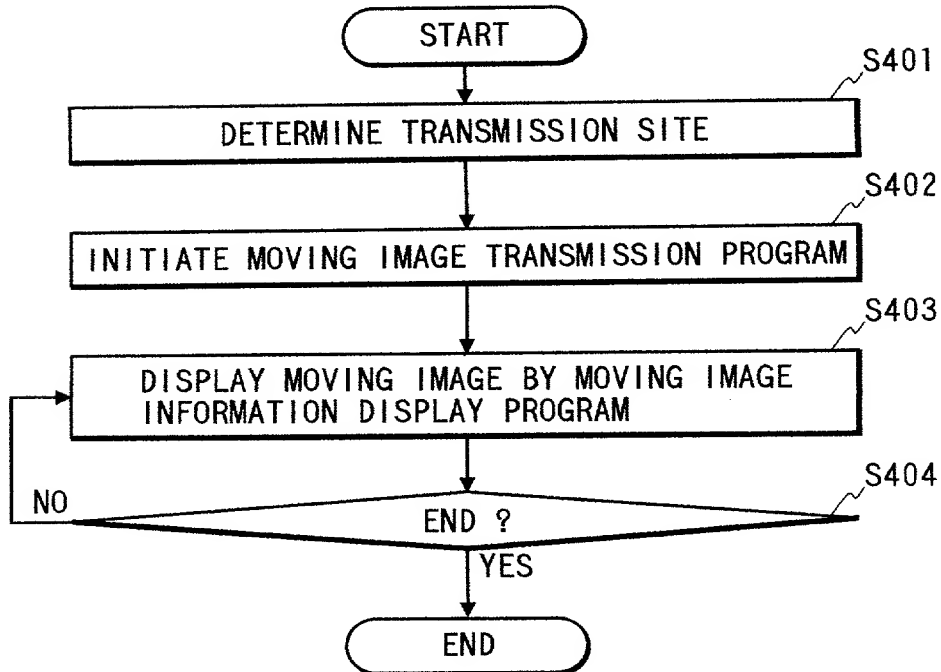 START
S401
DETERMINE TRANSMISSION SITE
S402
INITIATE MOVING IMAGE TRANSMISSION PROGRAM
S403
DISPLAY MOVING IMAGE BY MOVING IMAGE
INFORMATION DISPLAY PROGRAM
S404
NO
END ?
YES
END